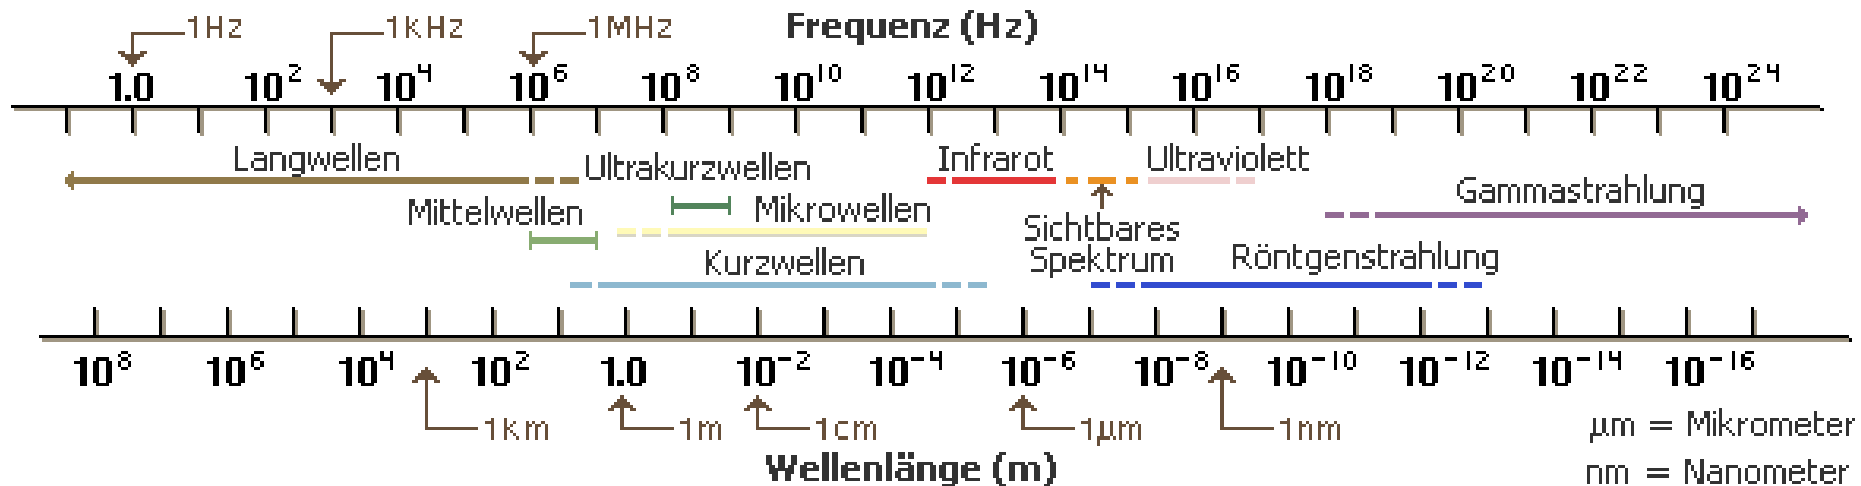 1Hz 1kHz 1MHz Frequenz (Hz)
1.0 10² 10⁴ 10⁶ 10⁸ 10¹⁰ 10¹² 10¹⁴ 10¹⁶ 10¹⁸ 10²⁰ 10²² 10²⁴
Langwellen Ultrakurzwellen Infrarot Ultraviolett
Gammastrahlung
Mittelwellen Mikrowellen
Sichtbares
Spektrum
Kurzwellen Röntgenstrahlung
10⁸ 10⁶ 10⁴ 10² 1.0 10⁻² 10⁻⁴ 10⁻⁶ 10⁻⁸ 10⁻¹⁰ 10⁻¹² 10⁻¹⁴ 10⁻¹⁶
1km 1m 1cm 1µm 1nm
µm = Mikrometer
Wellenlänge (m)
nm = Nanometer